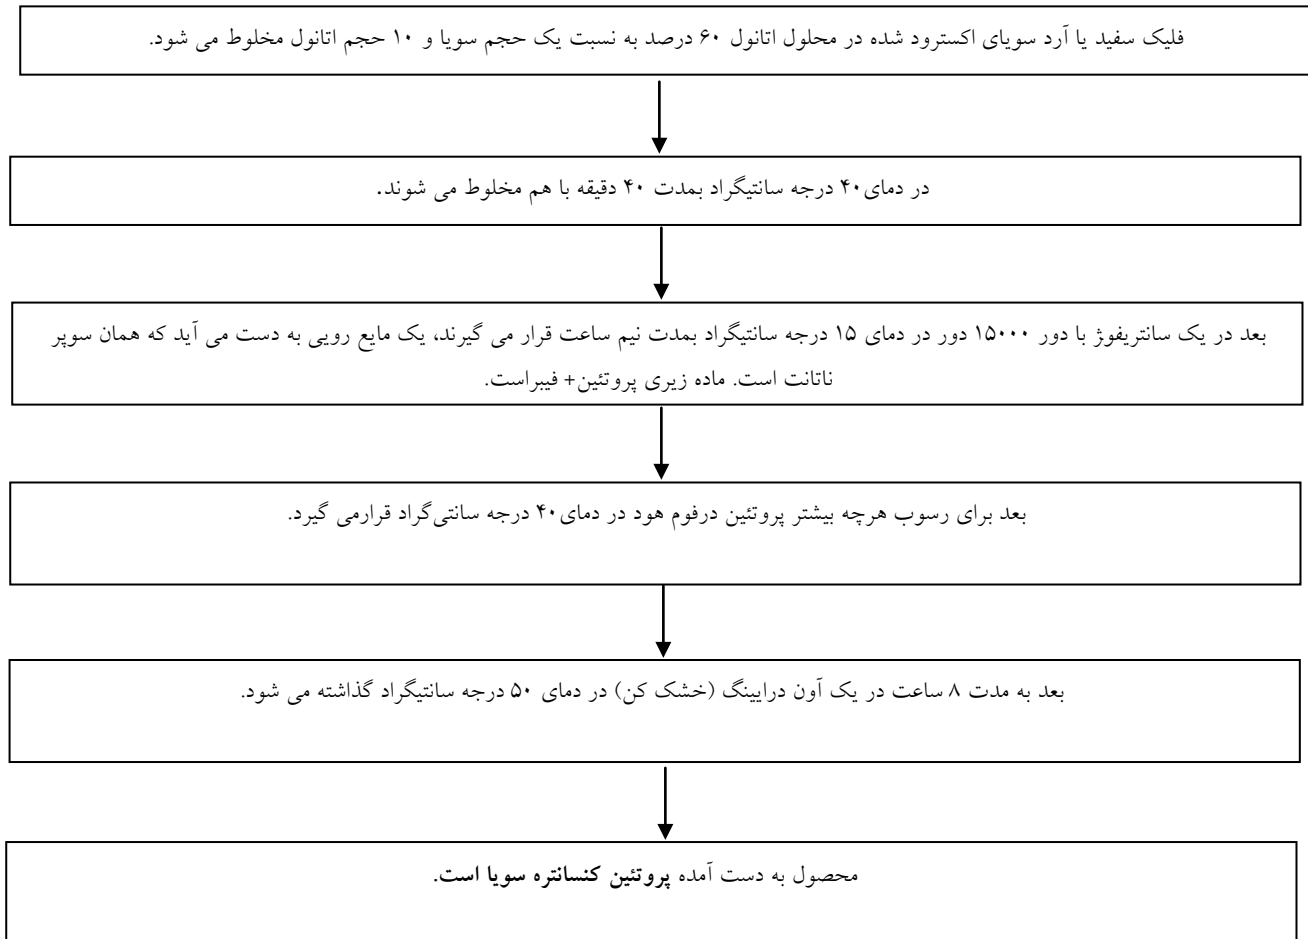 فلیک سفید یا آرد سویای اکسترود شده در محلول اتانول ۶۰ درصد به نسبت یک حجم سویا و ۱۰ حجم اتانول مخلوط می شود.
در دمای۴۰ درجه سانتیگراد بمدت ۴۰ دقیقه با هم مخلوط می شوند.
بعد در یک سانتریفوژ با دور ۱۵۰۰۰ دور در دمای ۱۵ درجه سانتیگراد بمدت نیم ساعت قرار می گیرند، یک مایع رویی به دست می آید که همان سوپر
ناتانت است. ماده زیری پروتئین+ فیبراست.
بعد برای رسوب هرچه بیشتر پروتئین درفوم هود در دمای۴۰ درجه سانتی‌گراد قرارمی گیرد.
بعد به مدت ۸ ساعت در یک آون درایینگ (خشک کن) در دمای ۵۰ درجه سانتیگراد گذاشته می شود.
محصول به دست آمده پروتئین کنسانتره سویا است.